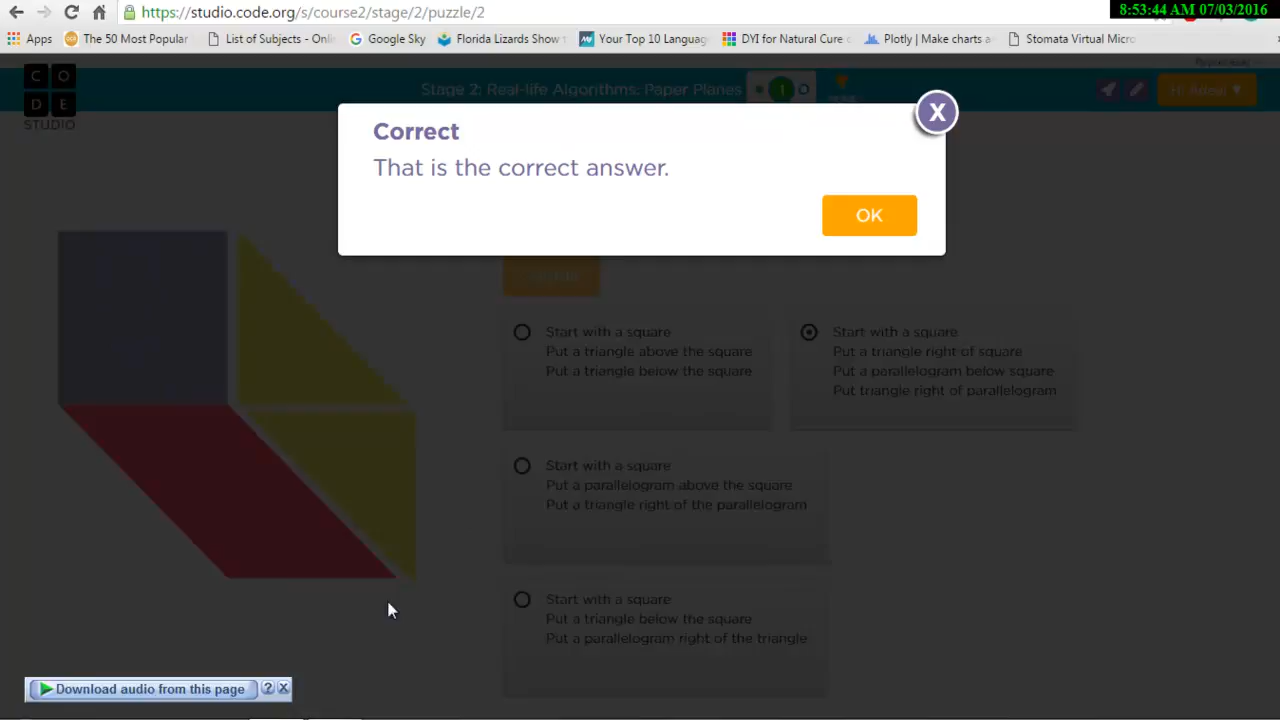 https://studio.code.org/s/course2/stage/2/puzzle/2
8:53:44 AM 07/03/2016
Apps
The 50 Most Popular
List of Subjects - Onli
Google Sky
Florida Lizards Show t
Your Top 10 Languag
DYI for Natural Cure
Plotly | Make charts a
Stomata Virtual Micro
C O
D E
STUDIO
Stage 2: Real-life Algorithms: Paper Planes
1
Correct
That is the correct answer.
X
OK
Start with a square
Put a triangle above the square
Put a triangle below the square
Start with a square
Put a triangle right of square
Put a parallelogram below square
Put triangle right of parallelogram
Start with a square
Put a parallelogram above the square
Put a triangle right of the parallelogram
Start with a square
Put a triangle below the square
Put a parallelogram right of the triangle
Download audio from this page
? X